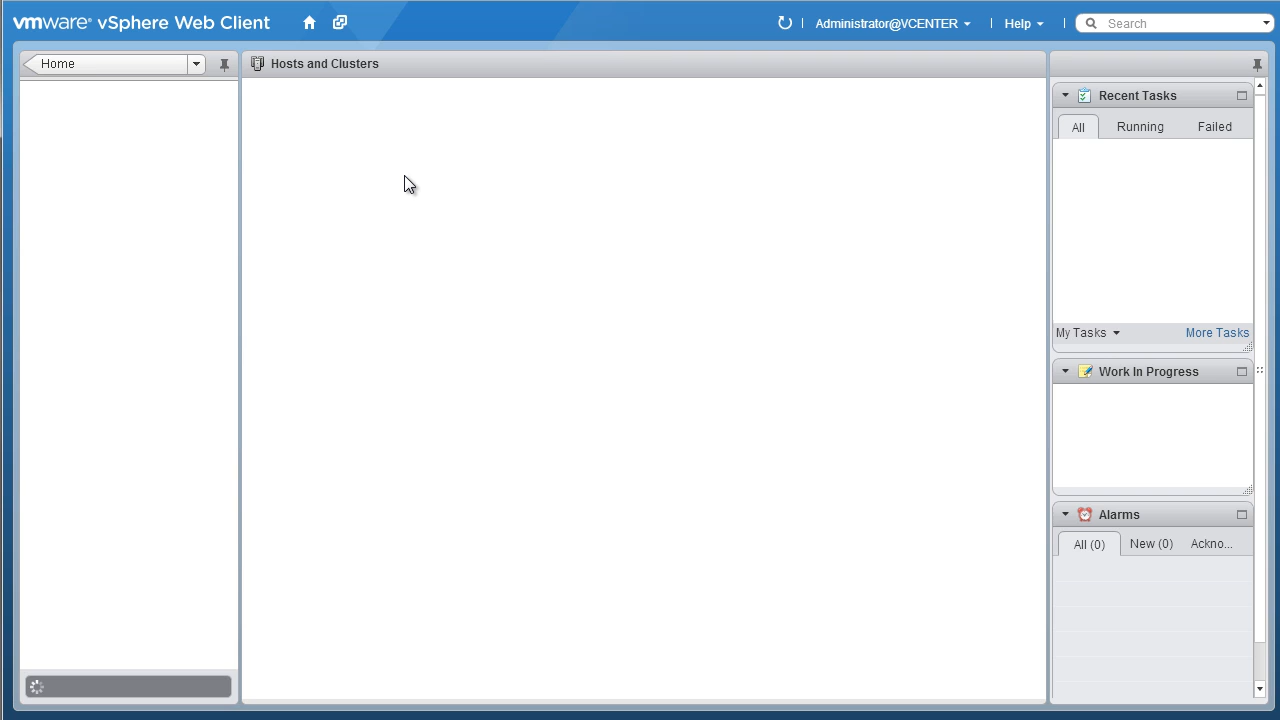 vmware® vSphere Web Client
Administrator@VCENTER
Help
Search
Home
Hosts and Clusters
Recent Tasks
All
Running
Failed
My Tasks
More Tasks
Work In Progress
Alarms
All (0)
New (0)
Ackno...